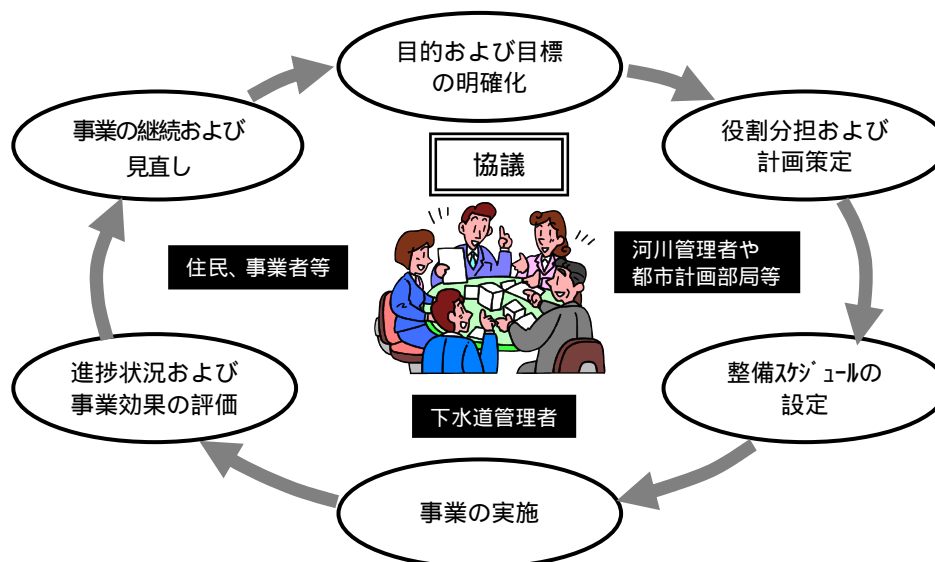 目的および目標
の明確化
役割分担および
計画策定
整備ｽｹｼﾞｭｰﾙの
設定
事業の実施
進捗状況および
事業効果の評価
事業の継続および
見直し
協議
住民、事業者等
河川管理者や
都市計画部局等
下水道管理者